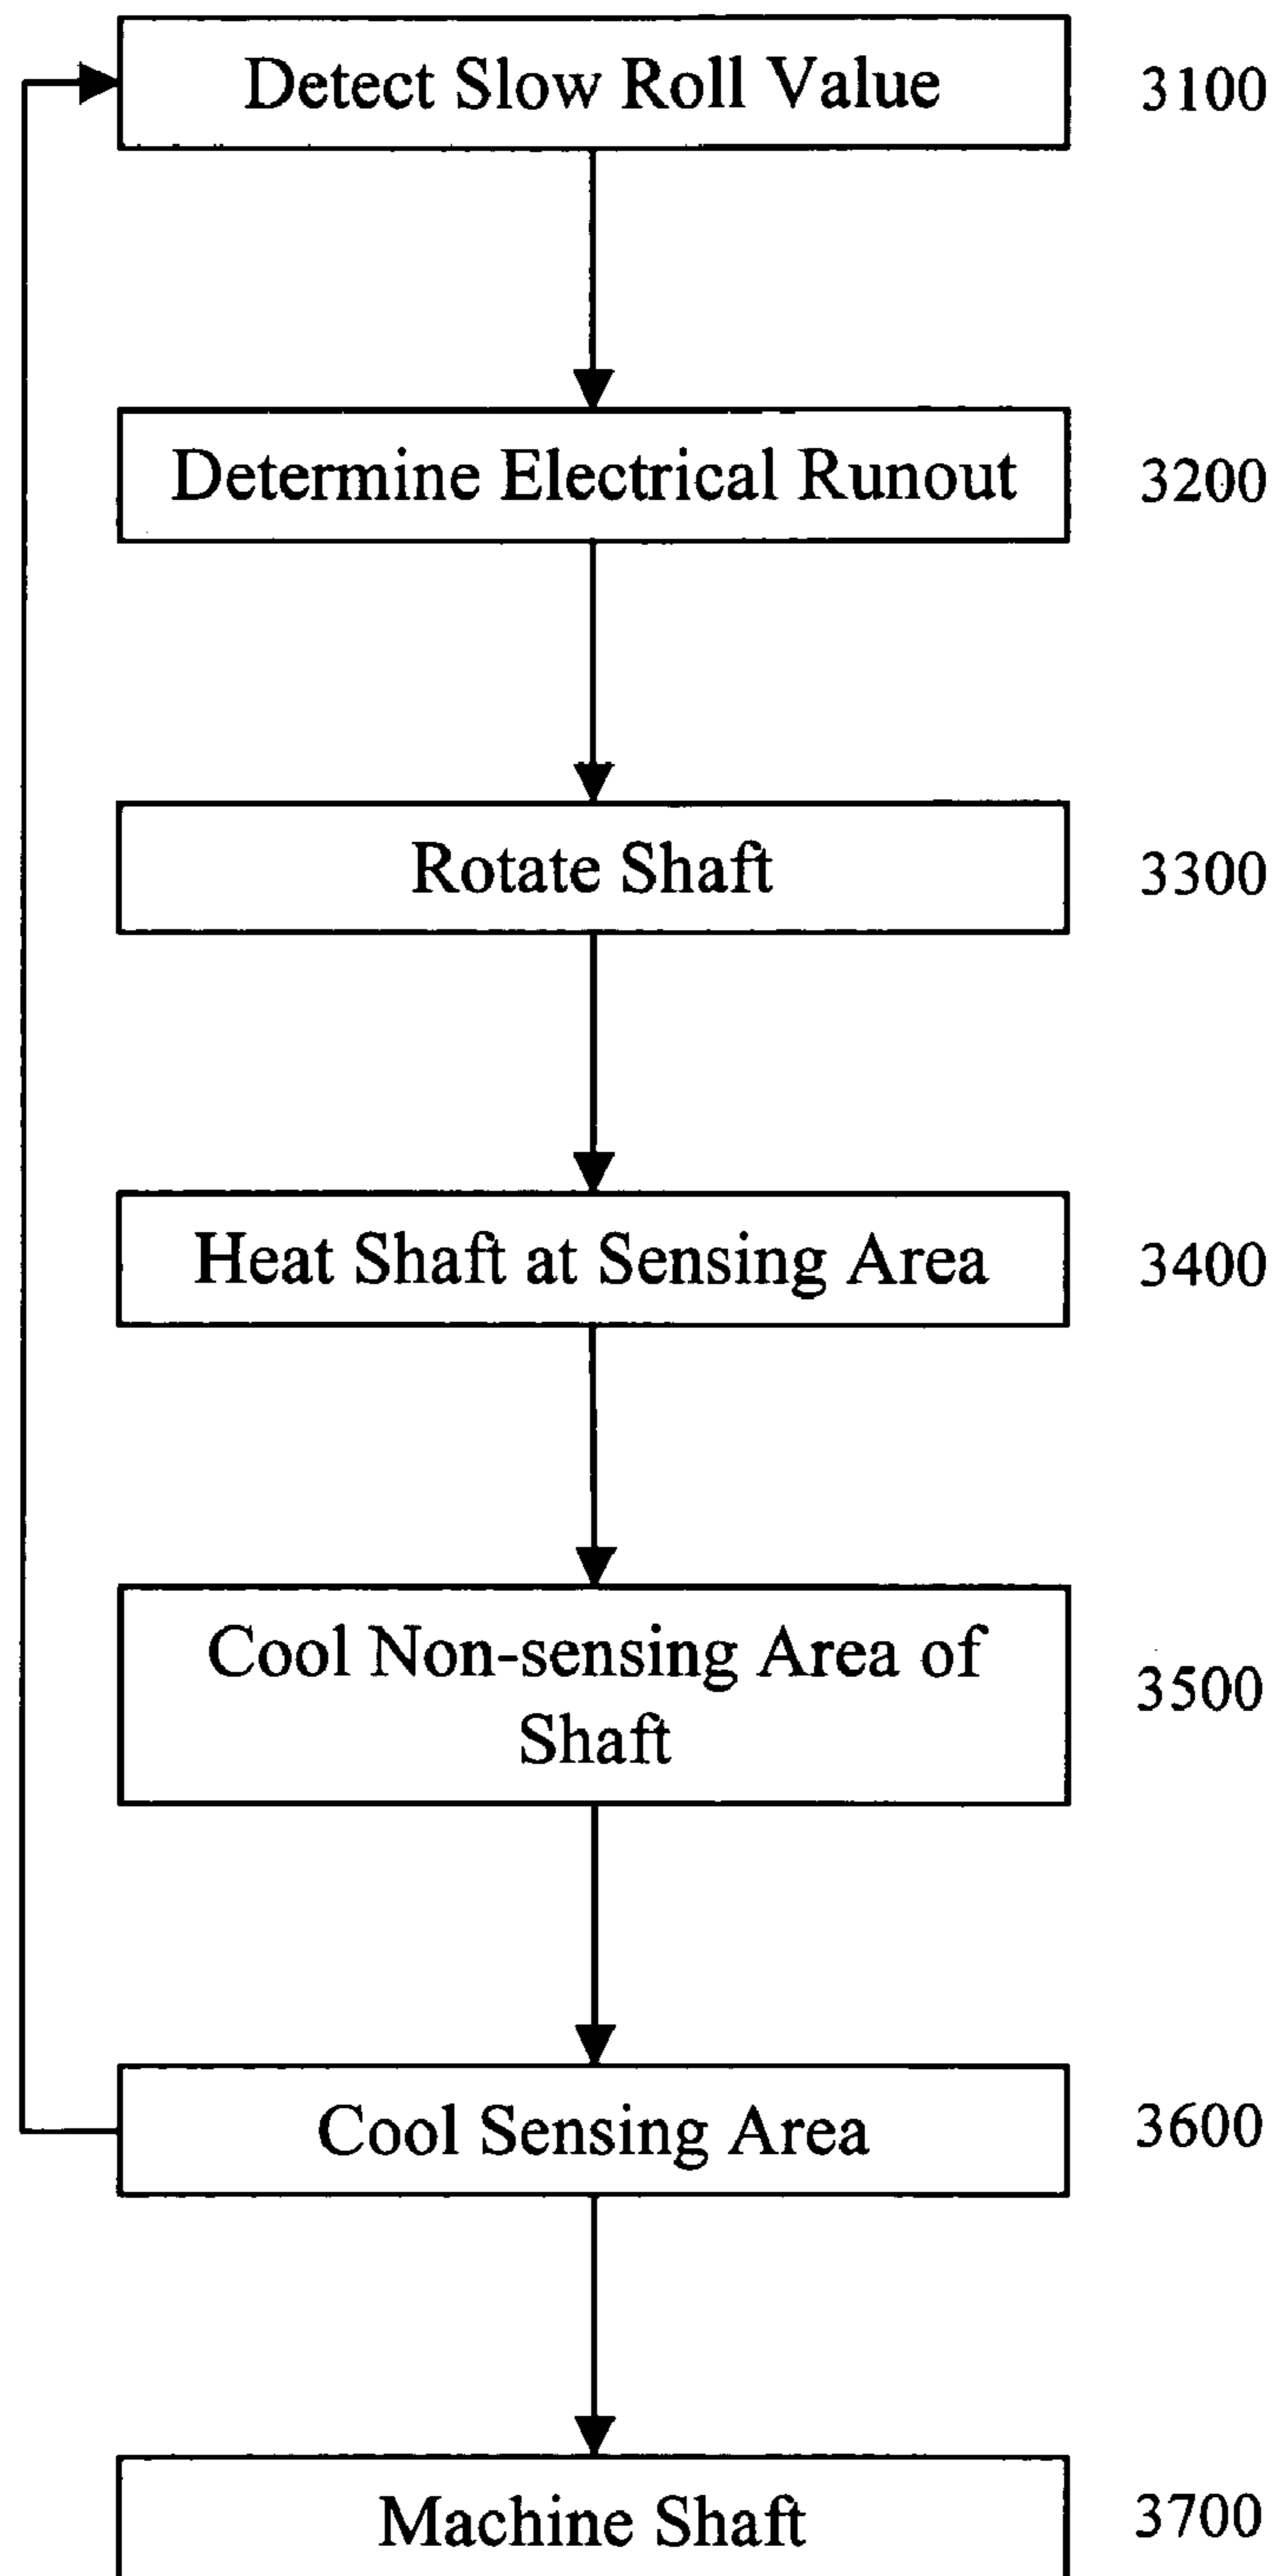 Detect Slow Roll Value 3100
Determine Electrical Runout 3200
Rotate Shaft 3300
Heat Shaft at Sensing Area 3400
Cool Non-sensing Area of
Shaft
3500
Cool Sensing Area 3600
Machine Shaft 3700